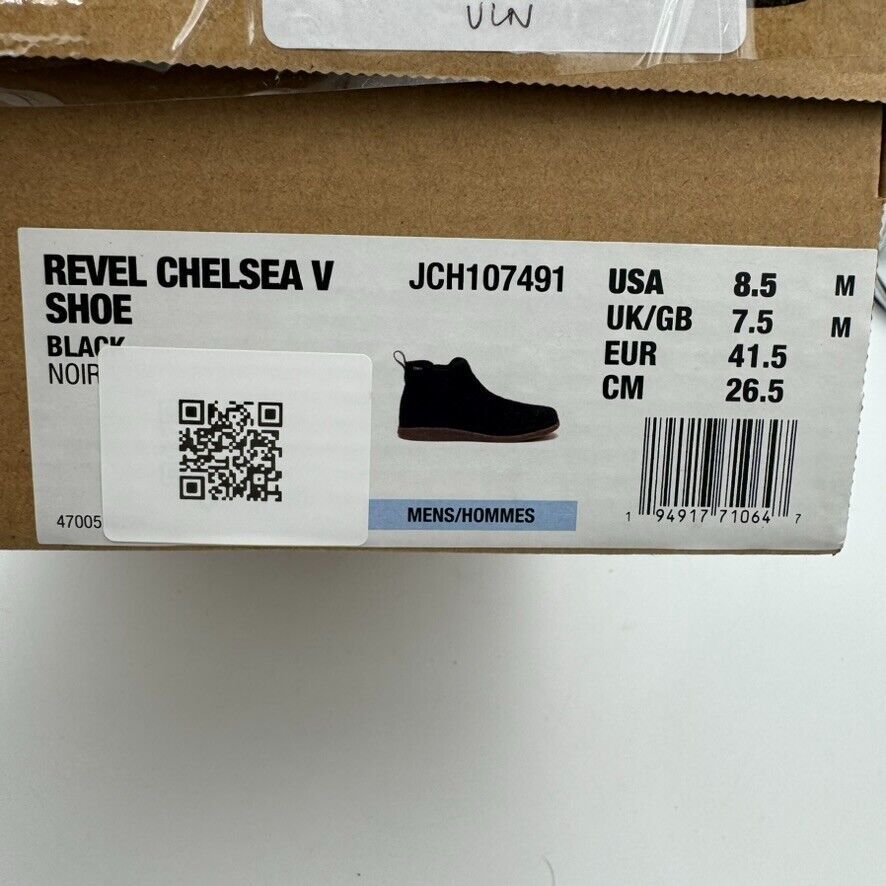 VIN
REVEL CHELSEA V
SHOE
BLACK
NOIR
JCH107491
USA 8.5 M
UK/GB 7.5 M
EUR 41.5
CM 26.5
47005
MENS/HOMMES
1 94917 71064 7